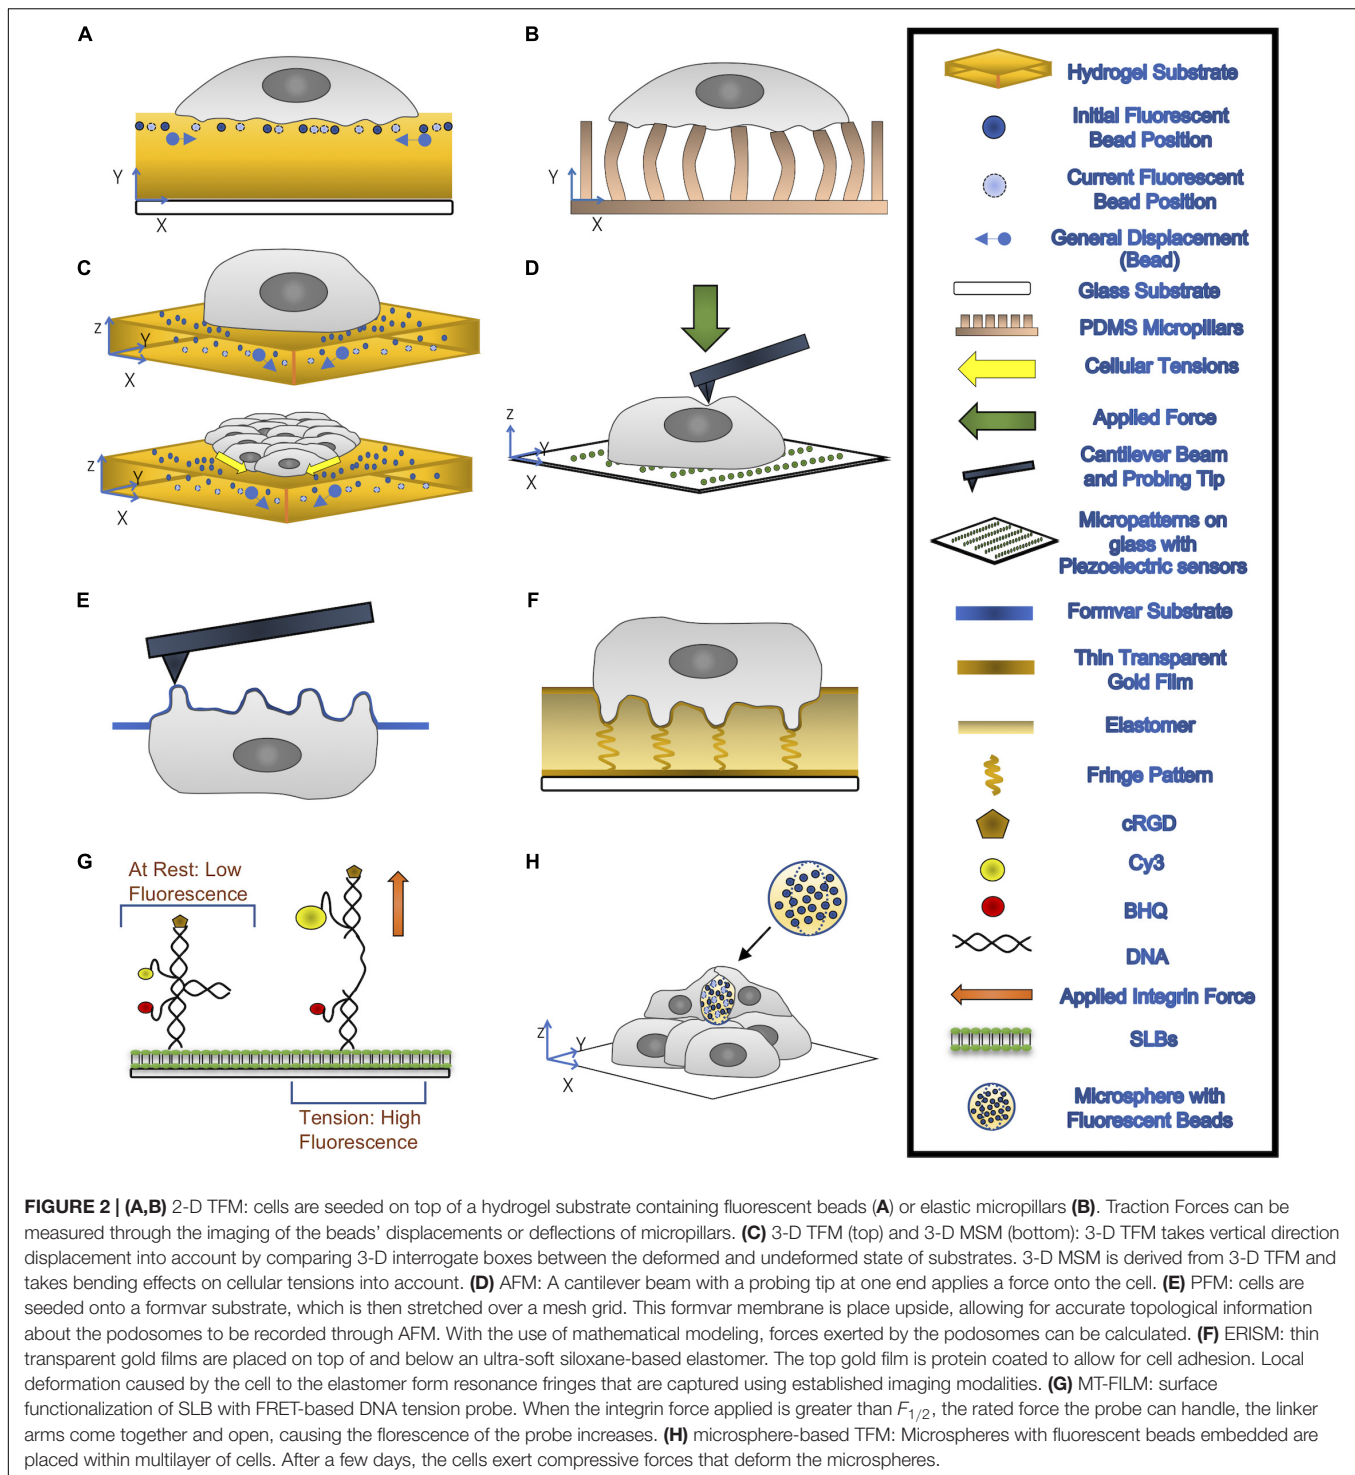 A
B
Y
X
Y
X
C
D
Z
Y
X
Z
Y
X
Z
Y
X
E
F
G
H
At Rest: Low
Fluorescence
Tension: High
Fluorescence
Z
Y
X
Hydrogel Substrate
Initial Fluorescent
Bead Position
Current Fluorescent
Bead Position
General Displacement
(Bead)
Glass Substrate
PDMS Micropillars
Cellular Tensions
Applied Force
Cantilever Beam
and Probing Tip
Micropatterns on
glass with
Piezoelectric sensors
Formvar Substrate
Thin Transparent
Gold Film
Elastomer
Fringe Pattern
cRGD
Cy3
BHQ
DNA
Applied Integrin Force
SLBs
Microsphere with
Fluorescent Beads
FIGURE 2 | (A,B) 2-D TFM: cells are seeded on top of a hydrogel substrate containing fluorescent beads (A) or elastic micropillars (B). Traction Forces can be
measured through the imaging of the beads' displacements or deflections of micropillars. (C) 3-D TFM (top) and 3-D MSM (bottom): 3-D TFM takes vertical direction
displacement into account by comparing 3-D interrogate boxes between the deformed and undeformed state of substrates. 3-D MSM is derived from 3-D TFM and
takes bending effects on cellular tensions into account. (D) AFM: A cantilever beam with a probing tip at one end applies a force onto the cell. (E) PFM: cells are
seeded onto a formvar substrate, which is then stretched over a mesh grid. This formvar membrane is place upside, allowing for accurate topological information
about the podosomes to be recorded through AFM. With the use of mathematical modeling, forces exerted by the podosomes can be calculated. (F) ERISM: thin
transparent gold films are placed on top of and below an ultra-soft siloxane-based elastomer. The top gold film is protein coated to allow for cell adhesion. Local
deformation caused by the cell to the elastomer form resonance fringes that are captured using established imaging modalities. (G) MT-FILM: surface
functionalization of SLB with FRET-based DNA tension probe. When the integrin force applied is greater than F1/2, the rated force the probe can handle, the linker
arms come together and open, causing the florescence of the probe increases. (H) microsphere-based TFM: Microspheres with fluorescent beads embedded are
placed within multilayer of cells. After a few days, the cells exert compressive forces that deform the microspheres.